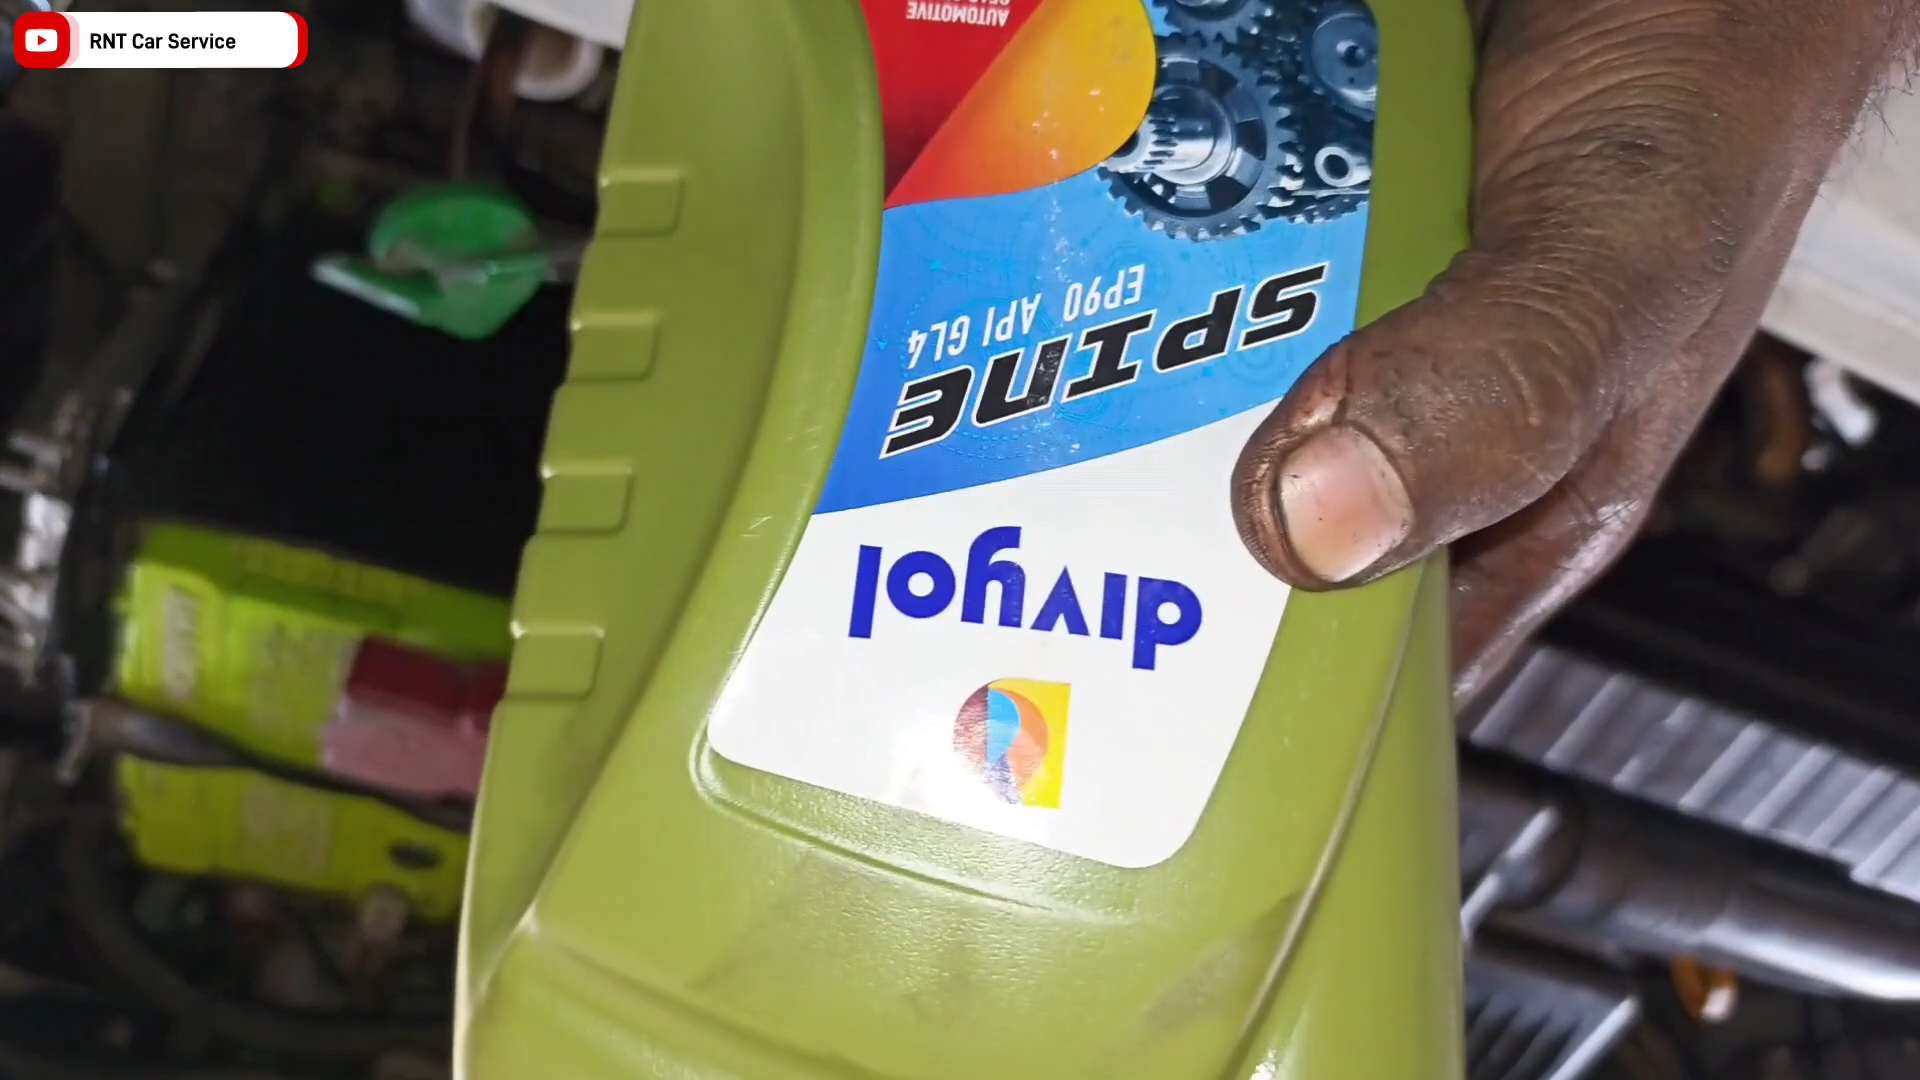 RNT Car Service
divyol
SPINE
EP90 API GL4
AUTOMOTIVE